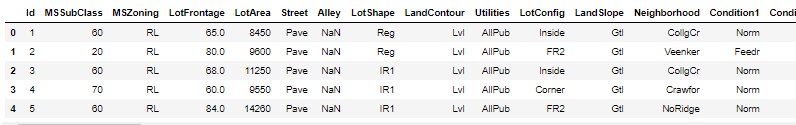 Id MSSubClass MSZoning LotFrontage LotArea Street Alley LotShape LandContour Utilities LotConfig LandSlope Neighborhood Condition1 Condi
0 1 60 RL 65.0 8450 Pave NaN Reg Lvl AllPub Inside Gtl CollgCr Norm
1 2 20 RL 80.0 9600 Pave NaN Reg Lvl AllPub FR2 Gtl Veenker Feedr
2 3 60 RL 68.0 11250 Pave NaN IR1 Lvl AllPub Inside Gtl CollgCr Norm
3 4 70 RL 60.0 9550 Pave NaN IR1 Lvl AllPub Corner Gtl Crawfor Norm
4 5 60 RL 84.0 14260 Pave NaN IR1 Lvl AllPub FR2 Gtl NoRidge Norm